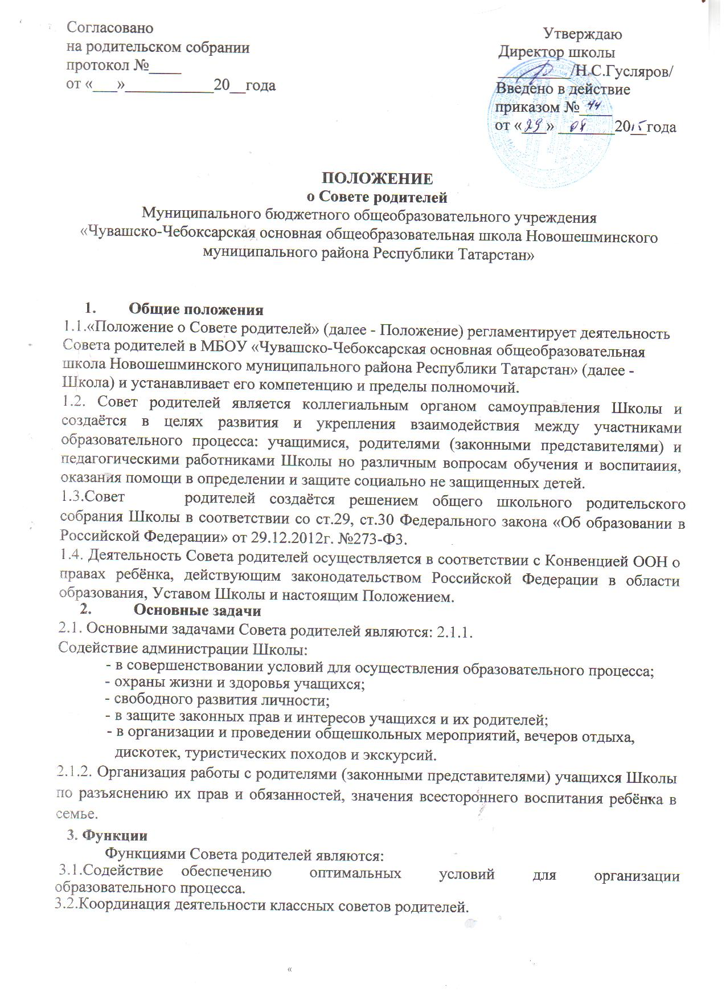 Согласовано
на родительском собрании
протокол №____
от «___»___________20__года
Утверждаю
Директор школы
_________/Н.С.Гусляров/
Введено в действие
приказом № 44
от «29» 08 2015года
ПОЛОЖЕНИЕ
о Совете родителей
Муниципального бюджетного общеобразовательного учреждения
«Чувашско-Чебоксарская основная общеобразовательная школа Новошешминского
муниципального района Республики Татарстан»
1. Общие положения
1.1.«Положение о Совете родителей» (далее - Положение) регламентирует деятельность
Совета родителей в МБОУ «Чувашско-Чебоксарская основная общеобразовательная
школа Новошешминского муниципального района Республики Татарстан» (далее -
Школа) и устанавливает его компетенцию и пределы полномочий.
1.2. Совет родителей является коллегиальным органом самоуправления Школы и
создаётся в целях развития и укрепления взаимодействия между участниками
образовательного процесса: учащимися, родителями (законными представителями) и
педагогическими работниками Школы но различным вопросам обучения и воспитаиия,
оказания помощи в определении и защите социально не защищенных детей.
1.3.Совет родителей создаётся решением общего школьного родительского
собрания Школы в соответствии со ст.29, ст.30 Федерального закона «Об образовании в
Российской Федерации» от 29.12.2012г. №273-ФЗ.
1.4. Деятельность Совета родителей осуществляется в соответствии с Конвенцией ООН о
правах ребёнка, действующим законодательством Российской Федерации в области
образования, Уставом Школы и настоящим Положением.
2. Основные задачи
2.1. Основными задачами Совета родителей являются: 2.1.1.
Содействие администрации Школы:
- в совершенствовании условий для осуществления образовательного процесса;
- охраны жизни и здоровья учащихся;
- свободного развития личности;
- в защите законных прав и интересов учащихся и их родителей;
- в организации и проведении общешкольных мероприятий, вечеров отдыха,
дискотек, туристических походов и экскурсий.
2.1.2. Организация работы с родителями (законными представителями) учащихся Школы
по разъяснению их прав и обязанностей, значения всестороннего воспитания ребёнка в
семье.
3. Функции
Функциями Совета родителей являются:
3.1.Содействие обеспечению оптимальных условий для организации
образовательного процесса.
3.2.Координация деятельности классных советов родителей.
«